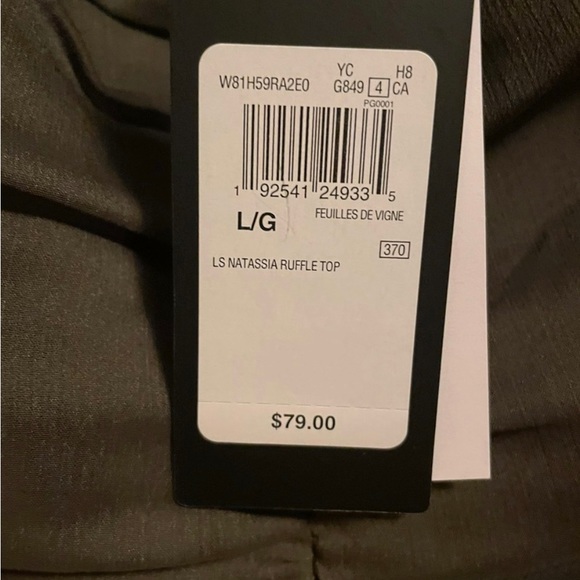 YC H8
W81H59RA2E0 G849 4 CA
PG0001
1 92541 24933 5
L/G FEUILLES DE VIGNE
370
LS NATASSIA RUFFLE TOP
$79.00